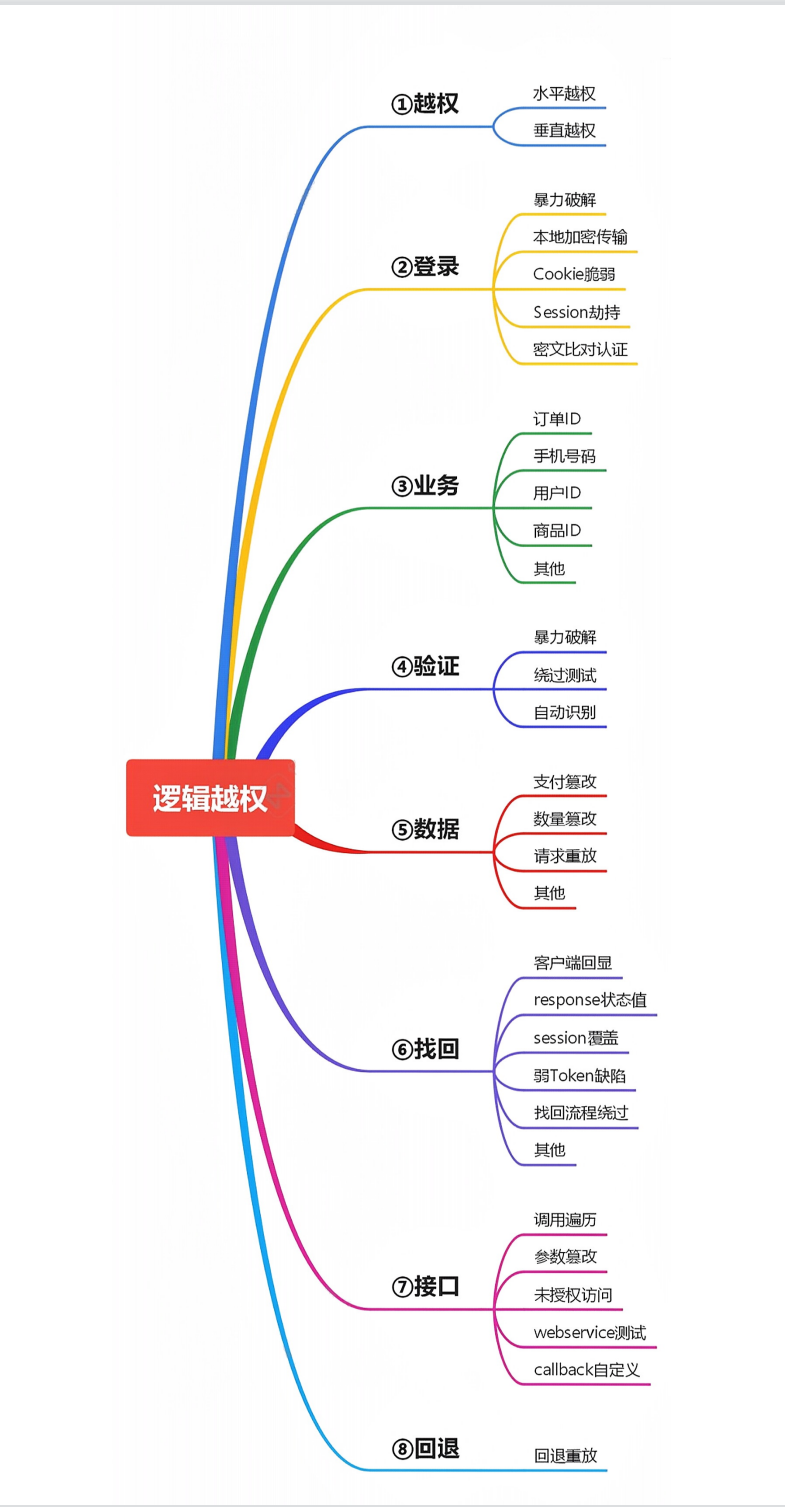 ①越权
水平越权
垂直越权
②登录
暴力破解
本地加密传输
Cookie脆弱
Session劫持
密文比对认证
③业务
订单ID
手机号码
用户ID
商品ID
其他
④验证
暴力破解
绕过测试
自动识别
逻辑越权
⑤数据
支付篡改
数量篡改
请求重放
其他
⑥找回
客户端回显
response状态值
session覆盖
弱Token缺陷
找回流程绕过
其他
⑦接口
调用遍历
参数篡改
未授权访问
webservice测试
callback自定义
⑧回退
回退重放